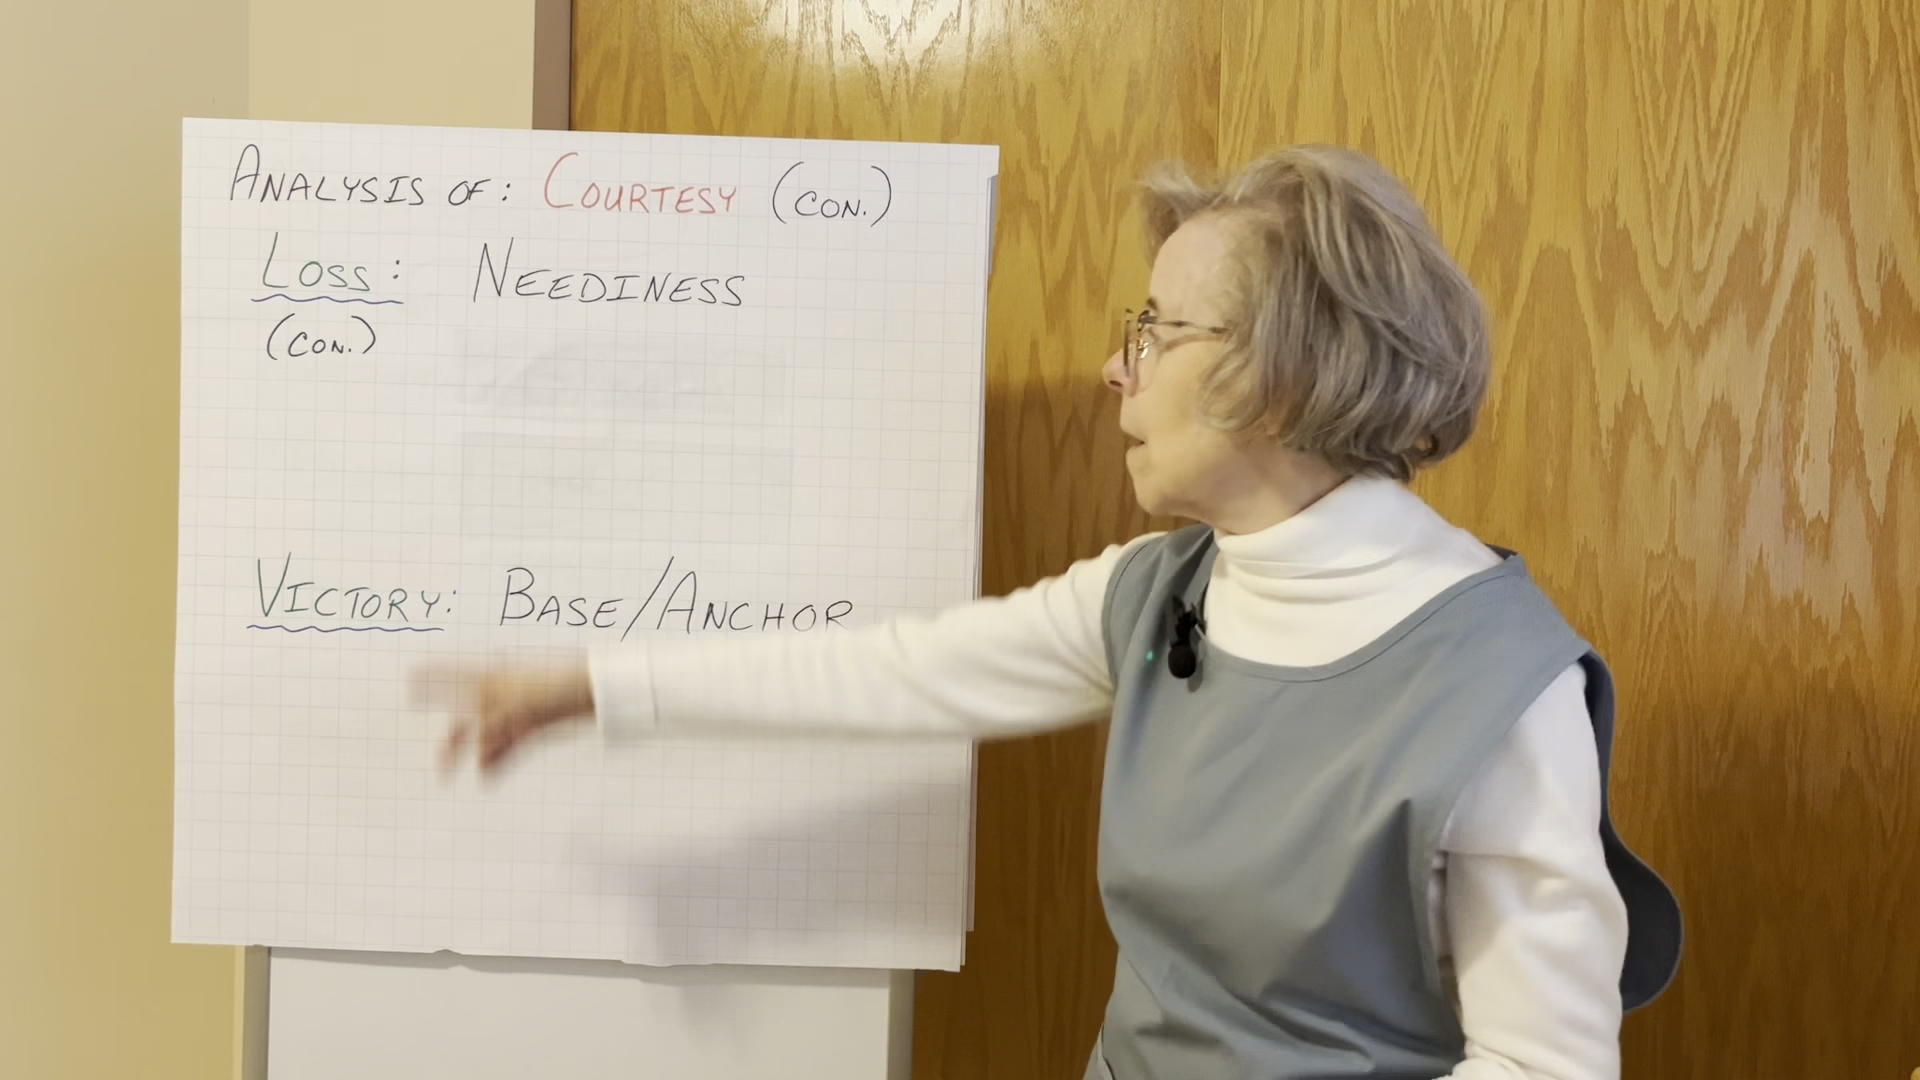 ANALYSIS OF: COURTESY (CON.)
LOSS: NEEDINESS
(CON.)
VICTORY: BASE/ANCHOR